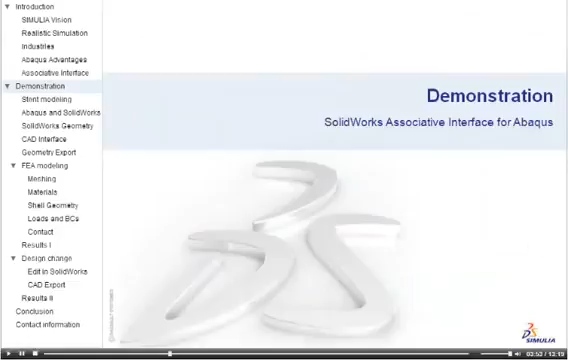 Introduction
SIMULIA Vision
Realistic Simulation
Industries
Abaqus Advantages
Associative Interface
Demonstration
Stent modeling
Abaqus and SolidWorks
SolidWorks Geometry
CAD Interface
Geometry Export
FEA modeling
Meshing
Materials
Shell Geometry
Loads and BCs
Contact
Results I
Design change
Edit in SolidWorks
CAD Export
Results II
Conclusion
Contact information
Demonstration
SolidWorks Associative Interface for Abaqus
SIMULIA
03:52 / 13:19